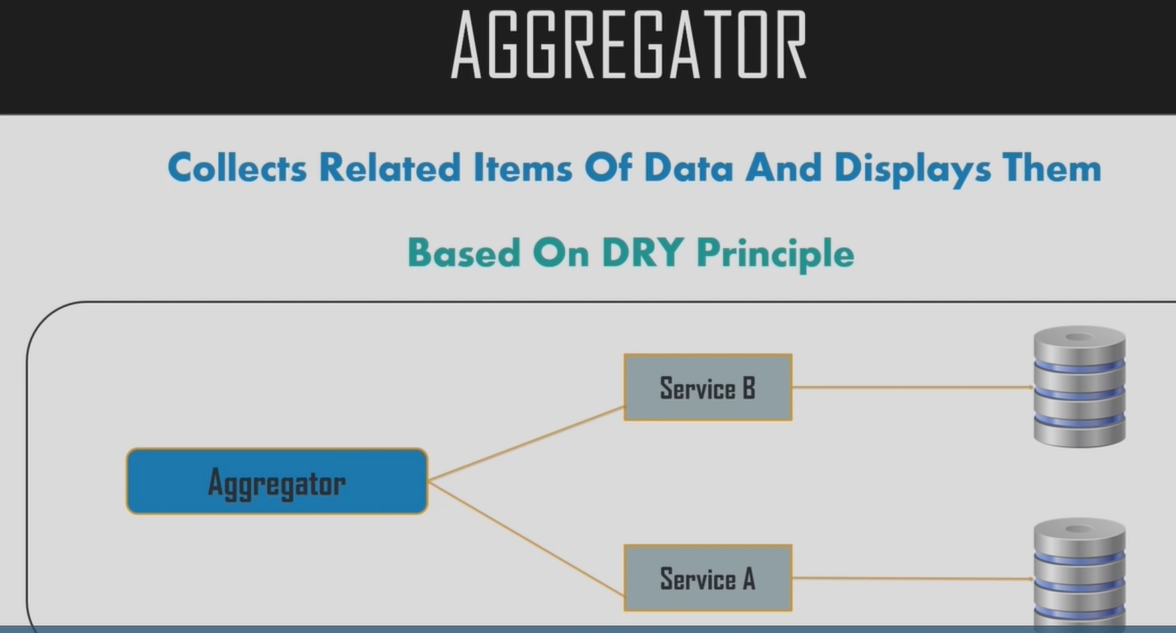 AGGREGATOR
Collects Related Items Of Data And Displays Them
Based On DRY Principle
Service B
Aggregator
Service A